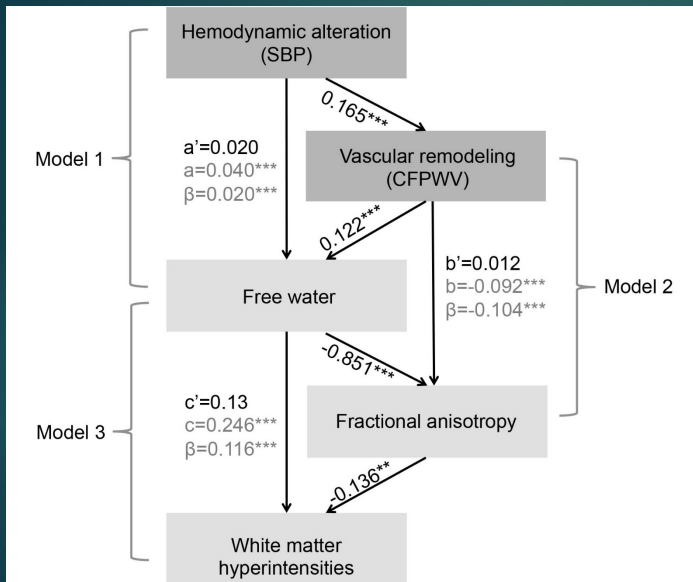 Hemodynamic alteration
(SBP)
0.165***
Model 1
a’=0.020
a=0.040***
β=0.020***
Vascular remodeling
(CFPWV)
0.122***
b’=0.012
b=-0.092***
β=-0.104***
Model 2
Free water
-0.851***
c’=0.13
c=0.246***
β=0.116***
Model 3
Fractional anisotropy
-0.136**
White matter
hyperintensities